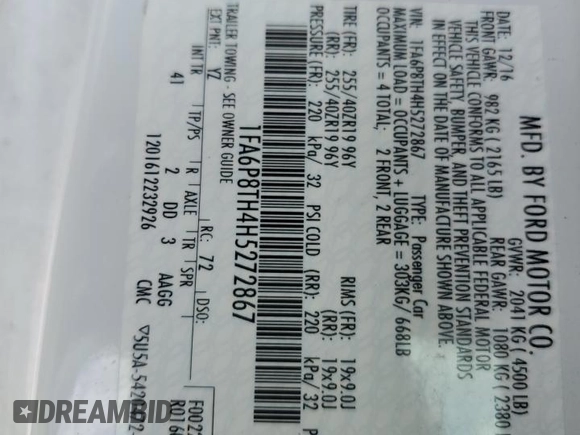 MFD. BY FORD MOTOR CO.
DATE: 12/16 GVWR: 2041 KG ( 4500 LB)
FRONT GAWR: 982 KG ( 2165 LB) REAR GAWR: 1080 KG ( 2380
THIS VEHICLE CONFORMS TO ALL APPLICABLE FEDERAL MOTOR
VEHICLE SAFETY, BUMPER, AND THEFT PREVENTION STANDARDS
IN EFFECT ON THE DATE OF MANUFACTURE SHOWN ABOVE.
VIN: 1FA6P8TH4H5272867 TYPE: Passenger Car
MAXIMUM LOAD = OCCUPANTS + LUGGAGE = 303KG/ 668LB
OCCUPANTS = 4 TOTAL; 2 FRONT, 2 REAR
TIRE (FR): 255/40ZR19 96Y RIMS (FR): 19x9.0J
(RR): 255/40ZR19 96Y (RR): 19x9.0J
PRESSURE (FR): 220 kPa/ 32 PSI COLD (RR): 220 kPa/ 32 P
1FA6P8TH4H5272867
TRAILER TOWING - SEE OWNER GUIDE
EXT PNT: YZ RC: 72 DSO:
INT TR TP/PS R AXLE TR SPR
41 2 DD 3 AAGG
1201612232926 CMC
DREAMBID